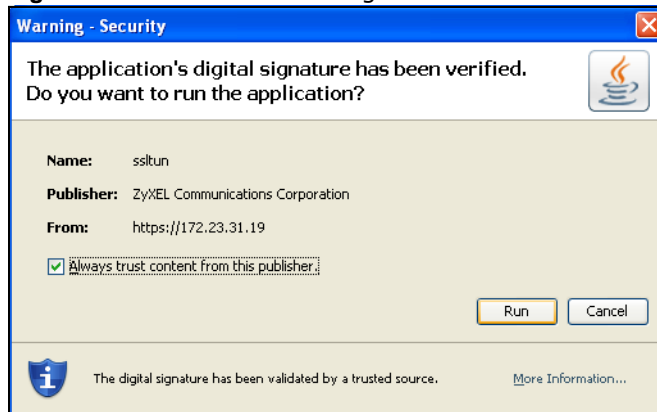 Warning - Security
The application's digital signature has been verified.
Do you want to run the application?
Name: ssltun
Publisher: ZyXEL Communications Corporation
From: https://172.23.31.19
Always trust content from this publisher.
Run Cancel
The digital signature has been validated by a trusted source. More Information...